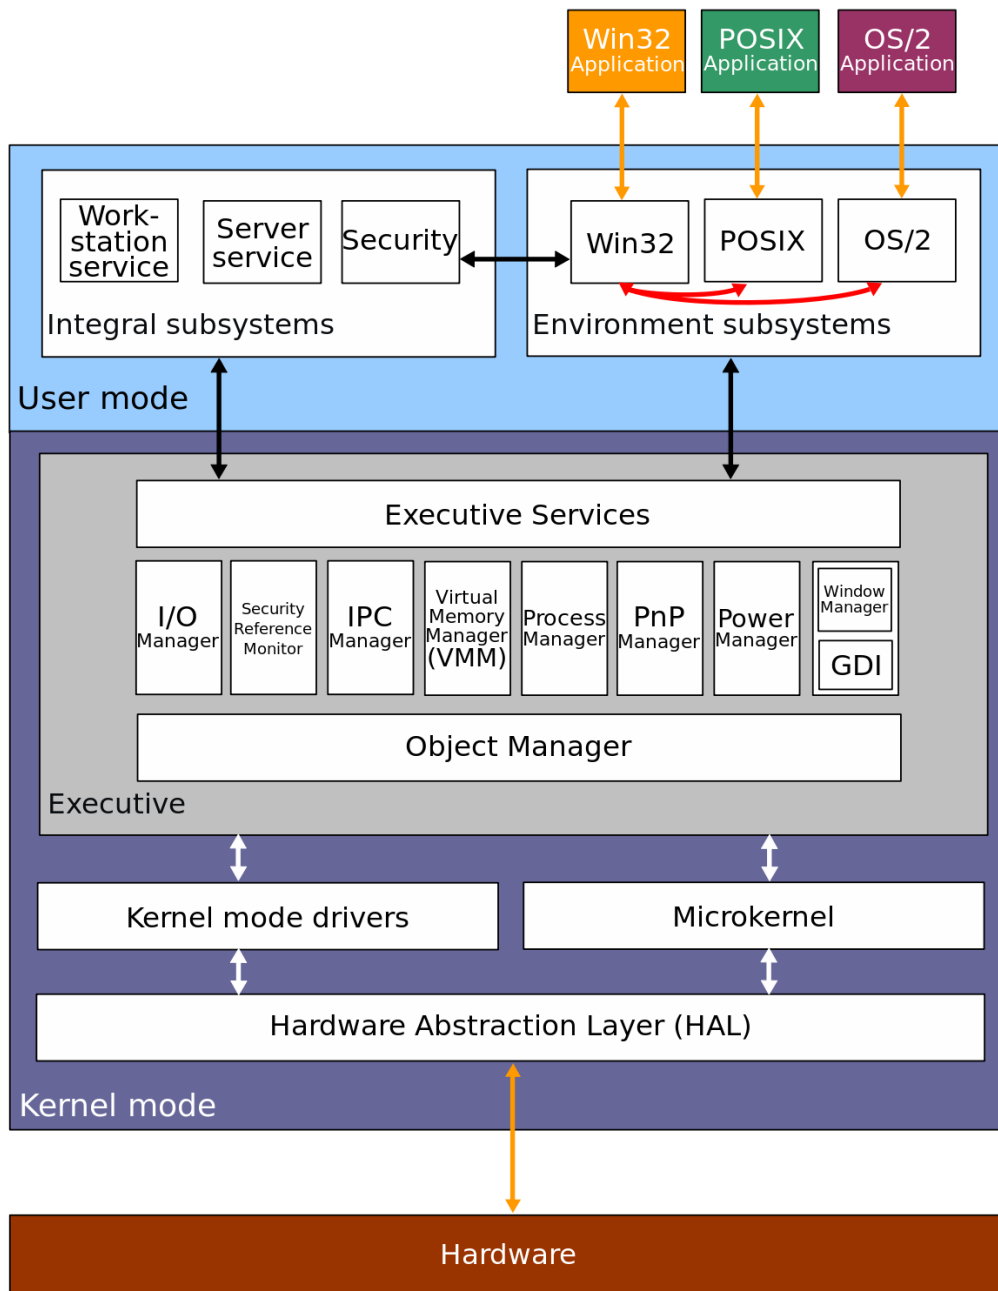 Win32
Application
POSIX
Application
OS/2
Application
Work-
station
service
Server
service
Security
Integral subsystems
Win32
POSIX
OS/2
Environment subsystems
User mode
Executive Services
I/O
Manager
Security
Reference
Monitor
IPC
Manager
Virtual
Memory
Manager
(VMM)
Process
Manager
PnP
Manager
Power
Manager
Window
Manager
GDI
Object Manager
Executive
Kernel mode drivers
Microkernel
Hardware Abstraction Layer (HAL)
Kernel mode
Hardware